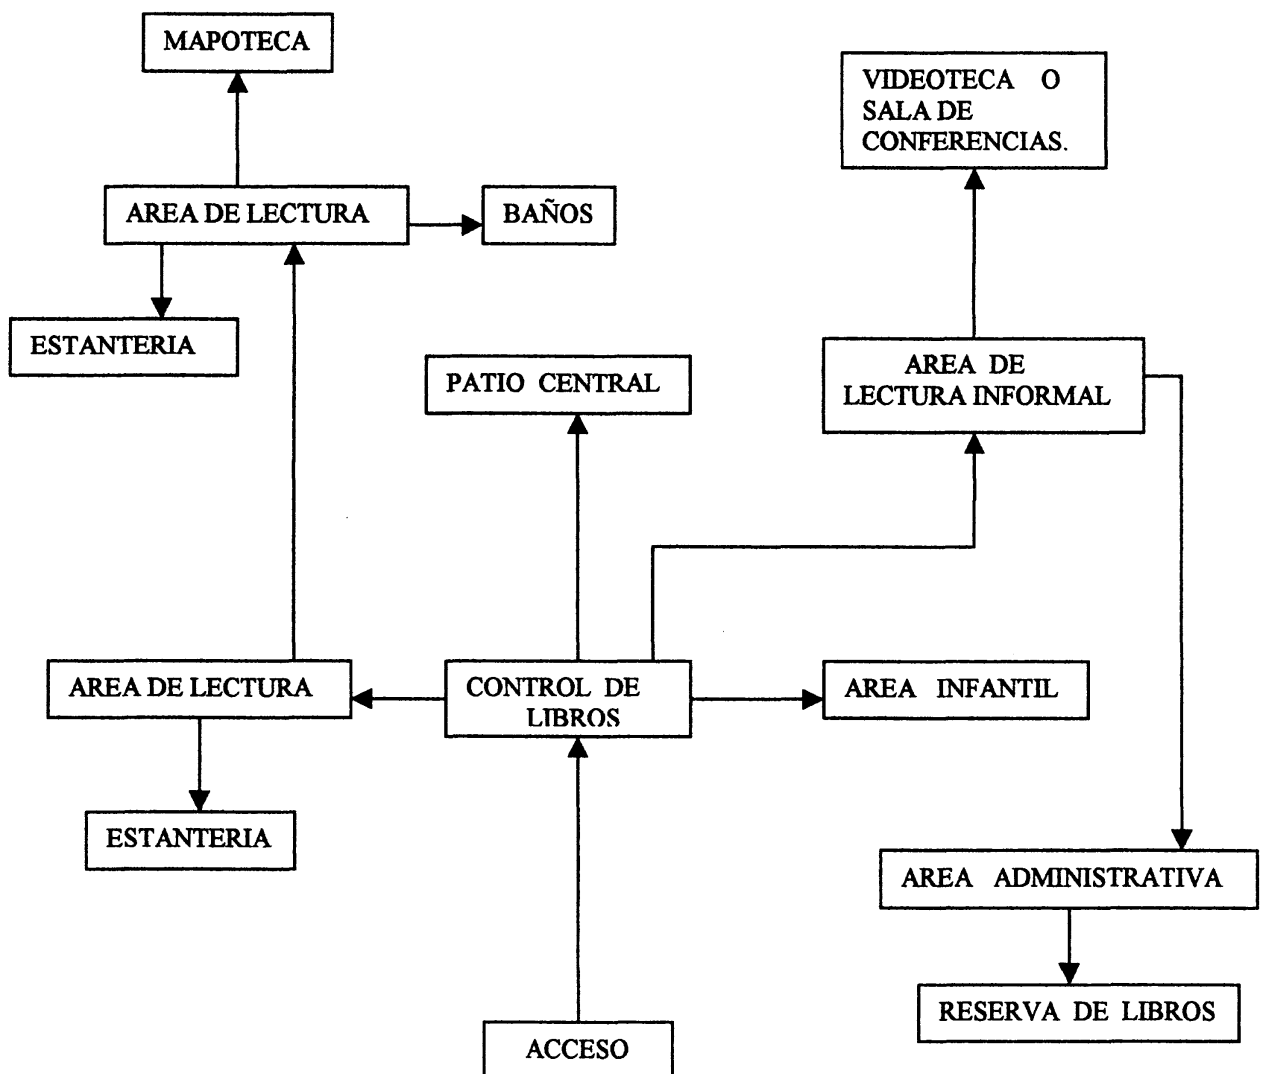 MAPOTECA
VIDEOTECA O
SALA DE
CONFERENCIAS.
AREA DE LECTURA
BAÑOS
ESTANTERIA
PATIO CENTRAL
AREA DE
LECTURA INFORMAL
AREA DE LECTURA
CONTROL DE
LIBROS
AREA INFANTIL
ESTANTERIA
AREA ADMINISTRATIVA
RESERVA DE LIBROS
ACCESO